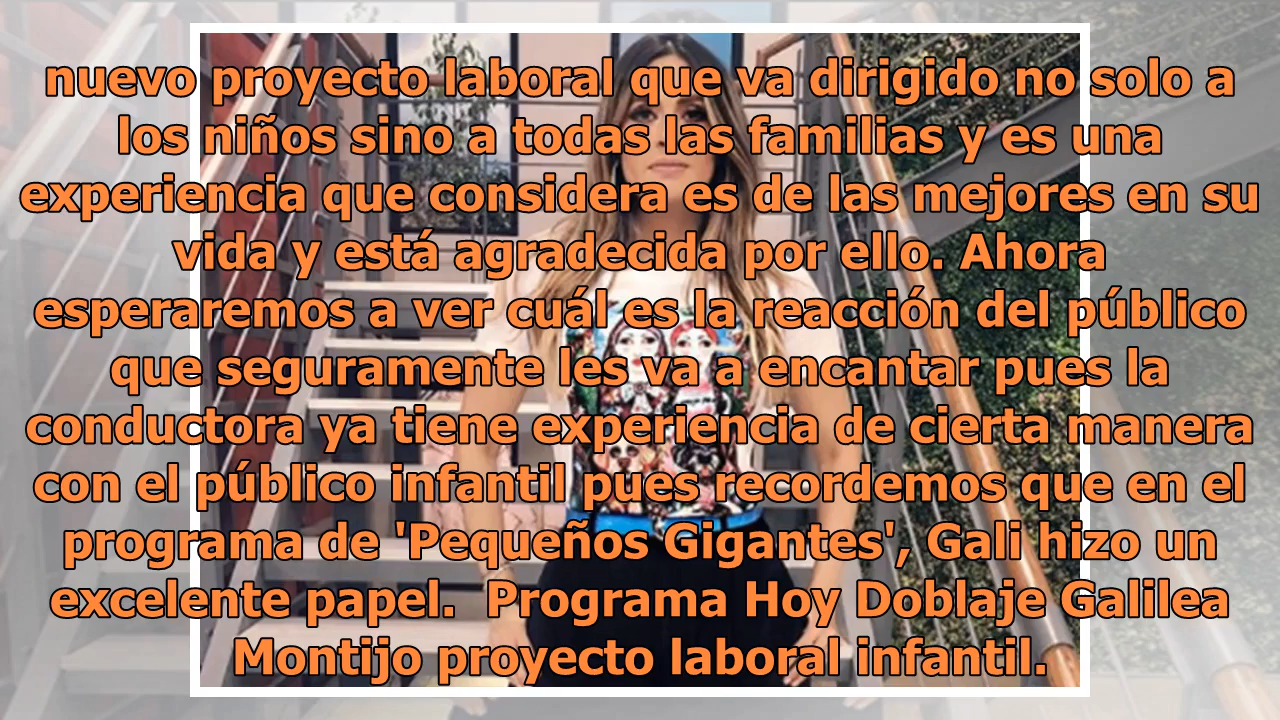 nuevo proyecto laboral que va dirigido no solo a
los niños sino a todas las familias y es una
experiencia que considera es de las mejores en su
vida y está agradecida por ello. Ahora
esperaremos a ver cuál es la reacción del público
que seguramente les va a encantar pues la
conductora ya tiene experiencia de cierta manera
con el público infantil pues recordemos que en el
programa de 'Pequeños Gigantes', Gali hizo un
excelente papel.  Programa Hoy Doblaje Galilea
Montijo proyecto laboral infantil.